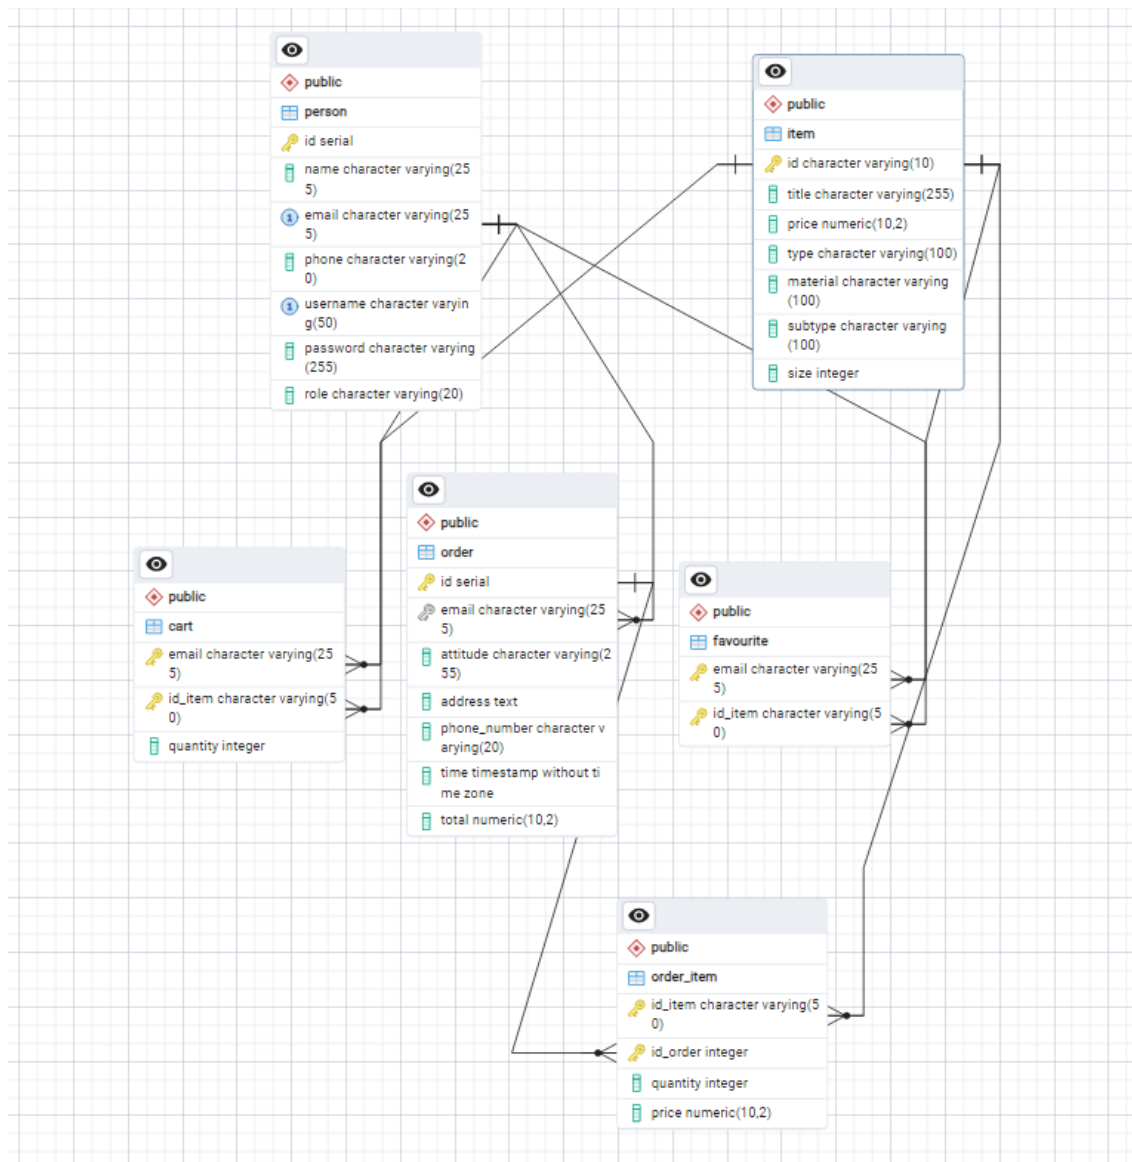 public
person
id serial
name character varying(25
5)
email character varying(25
5)
phone character varying(2
0)
username character varyin
g(50)
password character varying
(255)
role character varying(20)
public
item
id character varying(10)
title character varying(255)
price numeric(10,2)
type character varying(100)
material character varying
(100)
subtype character varying
(100)
size integer
public
cart
email character varying(25
5)
id_item character varying(5
0)
quantity integer
public
order
id serial
email character varying(25
5)
attitude character varying(2
55)
address text
phone_number character v
arying(20)
time timestamp without ti
me zone
total numeric(10,2)
public
favourite
email character varying(25
5)
id_item character varying(5
0)
public
order_item
id_item character varying(5
0)
id_order integer
quantity integer
price numeric(10,2)